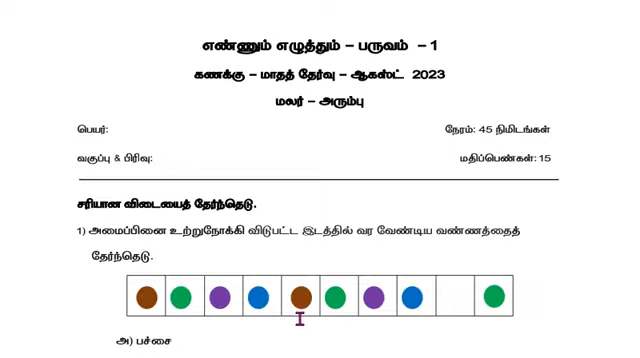 எண்ணும் எழுத்தும் – பருவம் – 1
கணக்கு – மாதத் தேர்வு – ஆகஸ்ட் 2023
மலர் – அரும்பு
பெயர்: நேரம்: 45 நிமிடங்கள்
வகுப்பு & பிரிவு: மதிப்பெண்கள்: 15
சரியான விடையைத் தேர்ந்தெடு.
1) அமைப்பினை உற்றுநோக்கி விடுபட்ட இடத்தில் வர வேண்டிய வண்ணத்தைத்
தேர்ந்தெடு.
அ) பச்சை